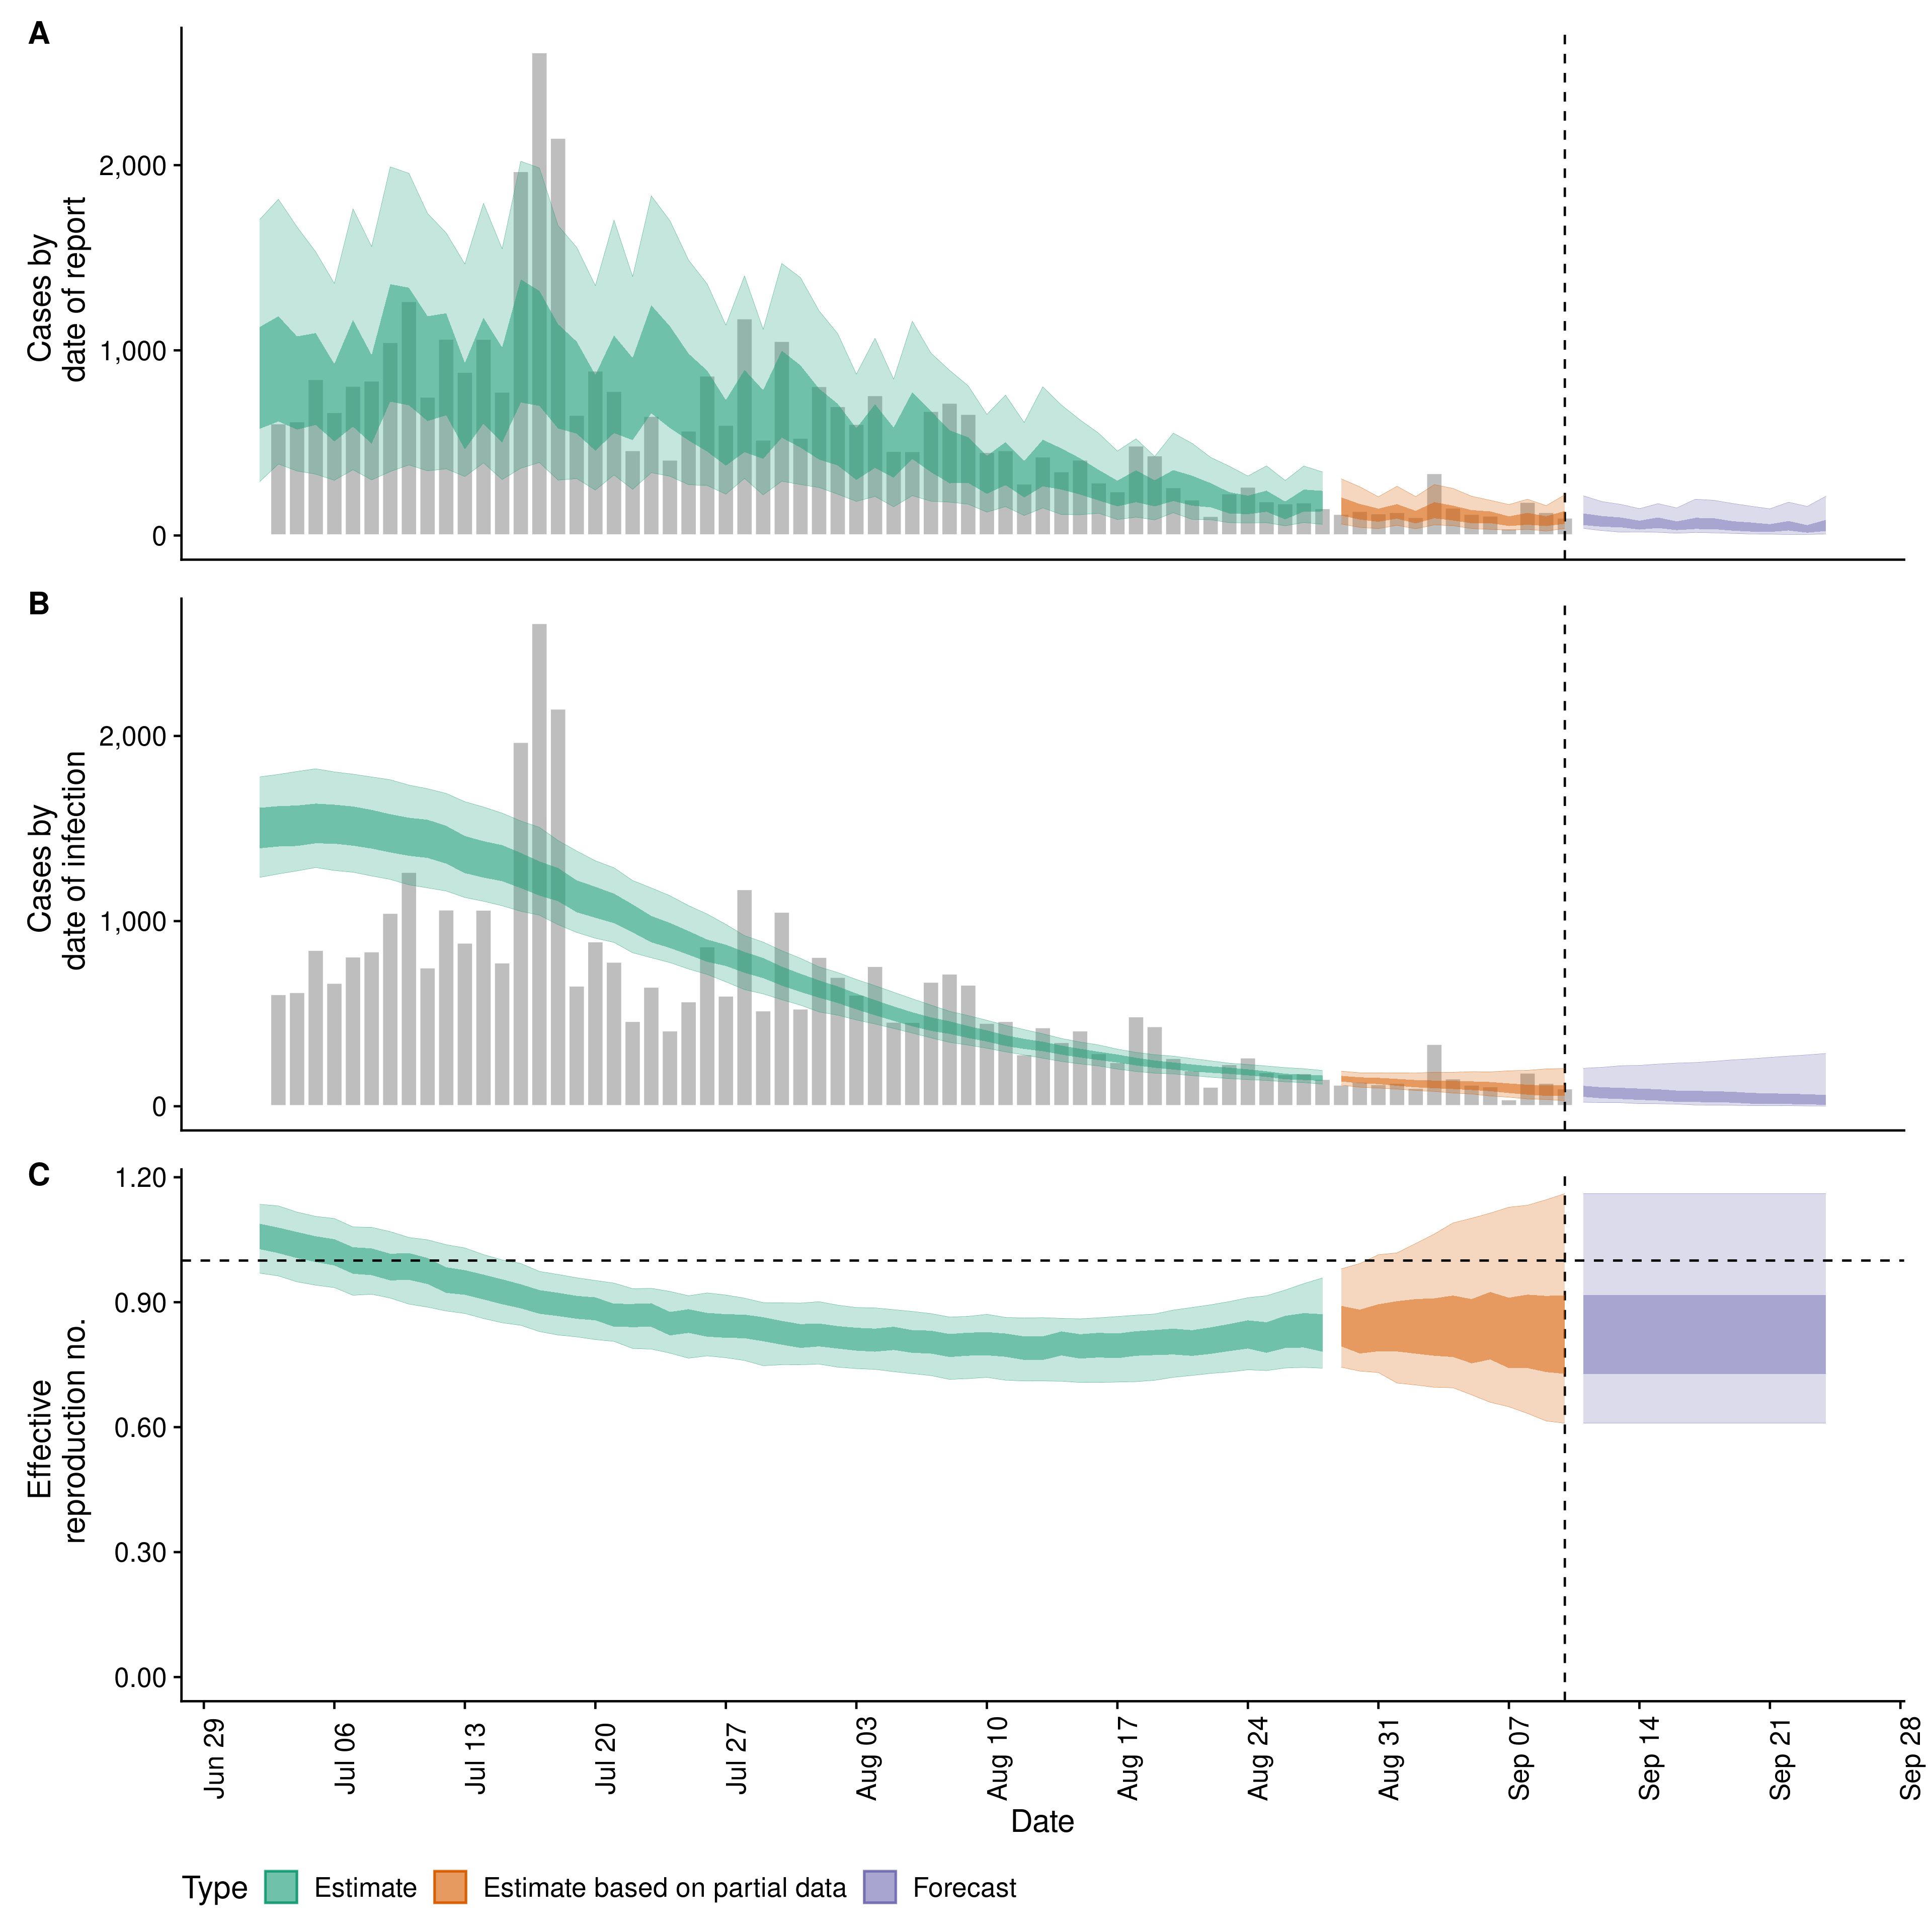 A
Cases by
date of report
2,000
1,000
0
B
Cases by
date of infection
2,000
1,000
0
C
Effective
reproduction no.
1.20
0.90
0.60
0.30
0.00
Jun 29
Jul 06
Jul 13
Jul 20
Jul 27
Aug 03
Aug 10
Aug 17
Aug 24
Aug 31
Sep 07
Sep 14
Sep 21
Sep 28
Date
Type
Estimate
Estimate based on partial data
Forecast